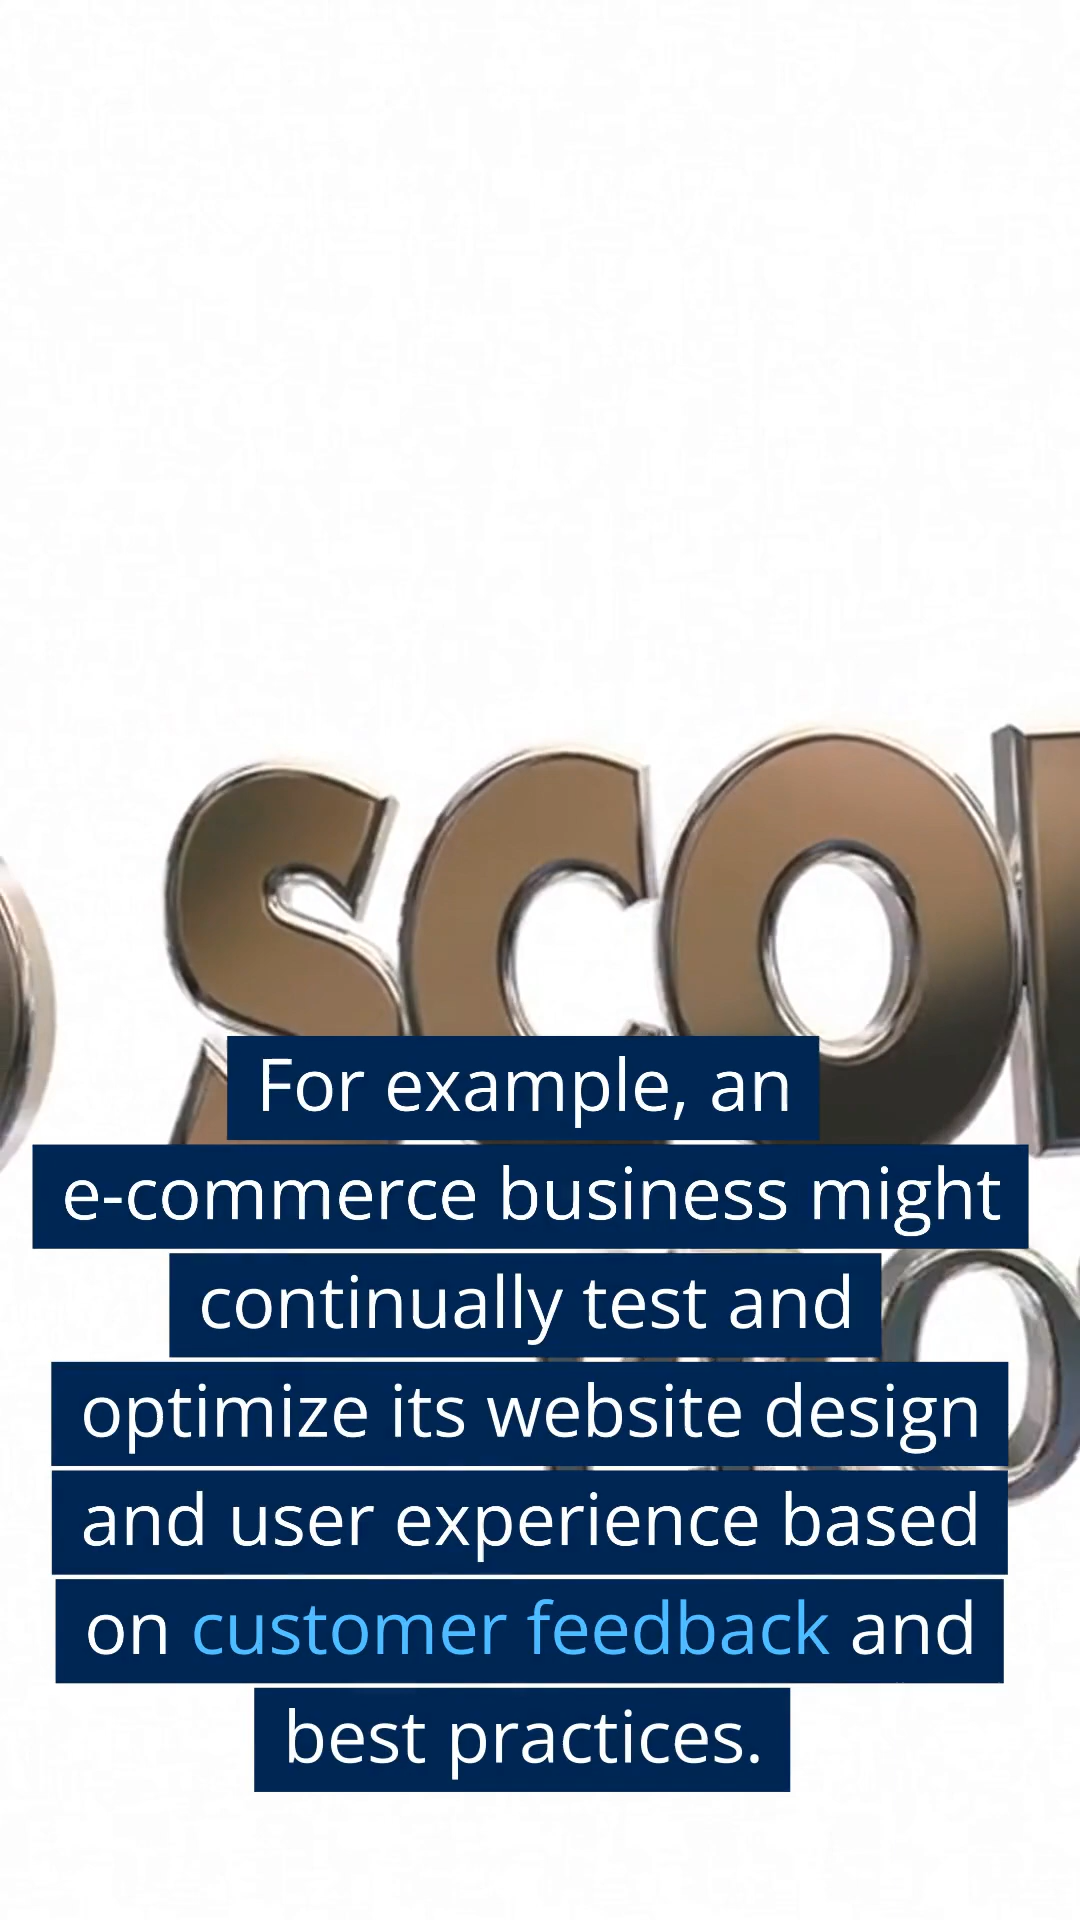 SCO
For example, an
e-commerce business might
continually test and
optimize its website design
and user experience based
on customer feedback and
best practices.